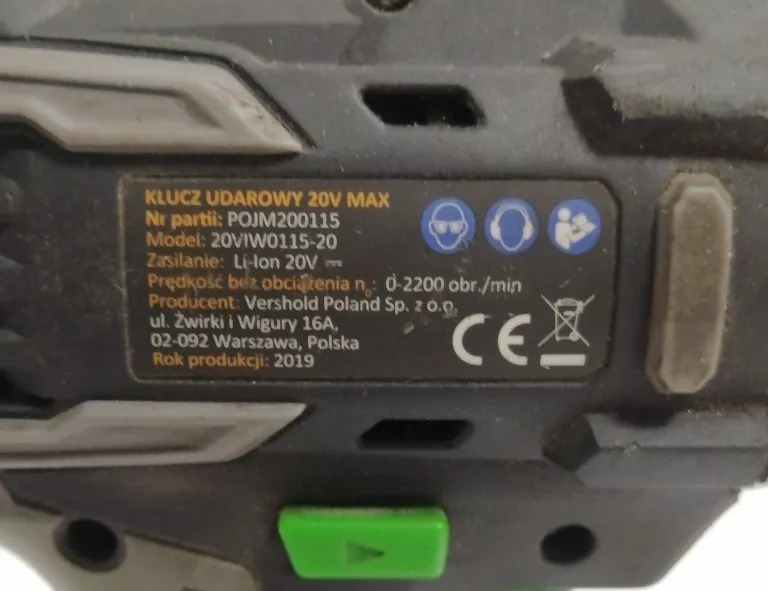 KLUCZ UDAROWY 20V MAX
Nr partii: POJM200115
Model: 20VIW0115-20
Zasilanie: Li-Ion 20V ⎓
Prędkość bez obciążenia n₀: 0-2200 obr./min
Producent: Vershold Poland Sp. z o.o.
ul. Żwirki i Wigury 16A,
02-092 Warszawa, Polska
Rok produkcji: 2019
CE